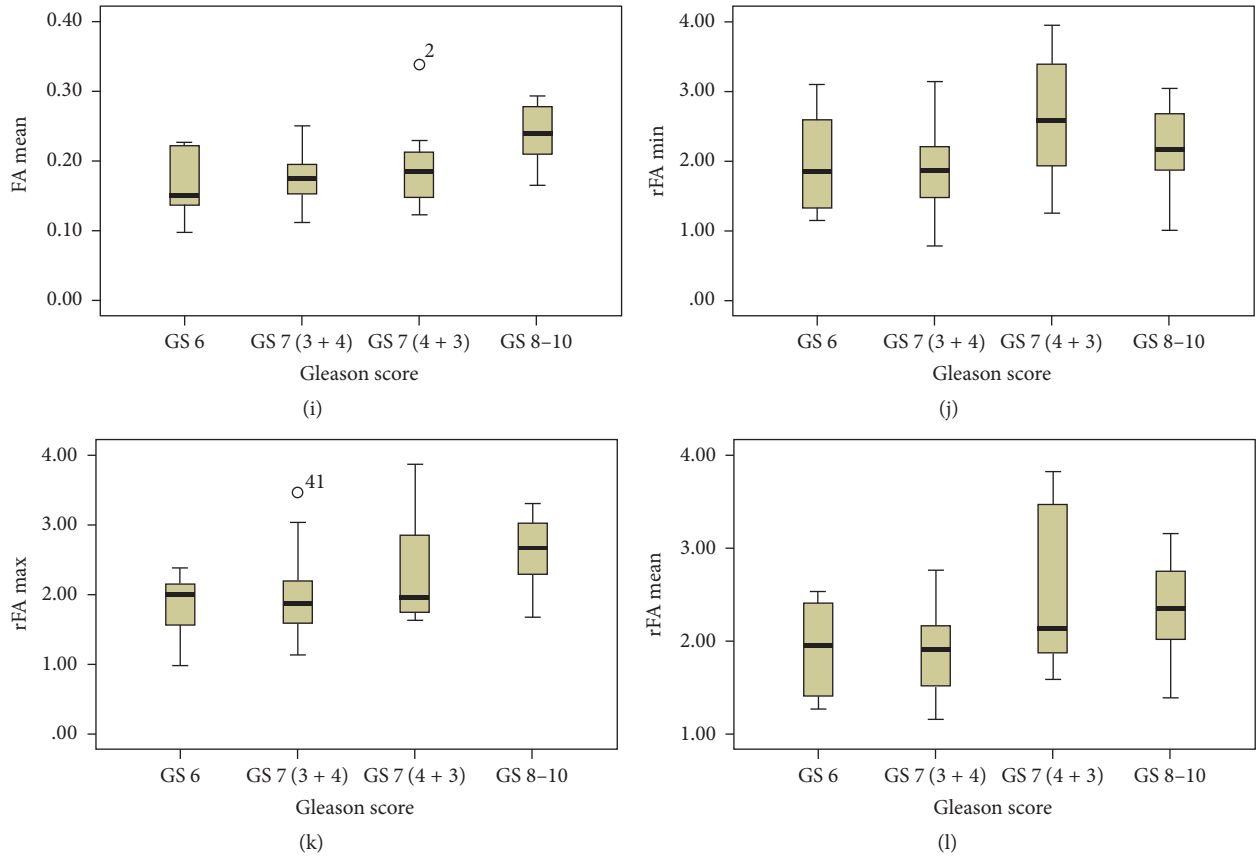 0.40
0.30
0.20
0.10
0.00
FA mean
2
GS 6 GS 7 (3 + 4) GS 7 (4 + 3) GS 8–10
Gleason score
(i)
4.00
3.00
2.00
1.00
.00
rFA min
GS 6 GS 7 (3 + 4) GS 7 (4 + 3) GS 8–10
Gleason score
(j)
4.00
3.00
2.00
1.00
.00
rFA max
41
GS 6 GS 7 (3 + 4) GS 7 (4 + 3) GS 8–10
Gleason score
(k)
4.00
3.00
2.00
1.00
rFA mean
GS 6 GS 7 (3 + 4) GS 7 (4 + 3) GS 8–10
Gleason score
(l)